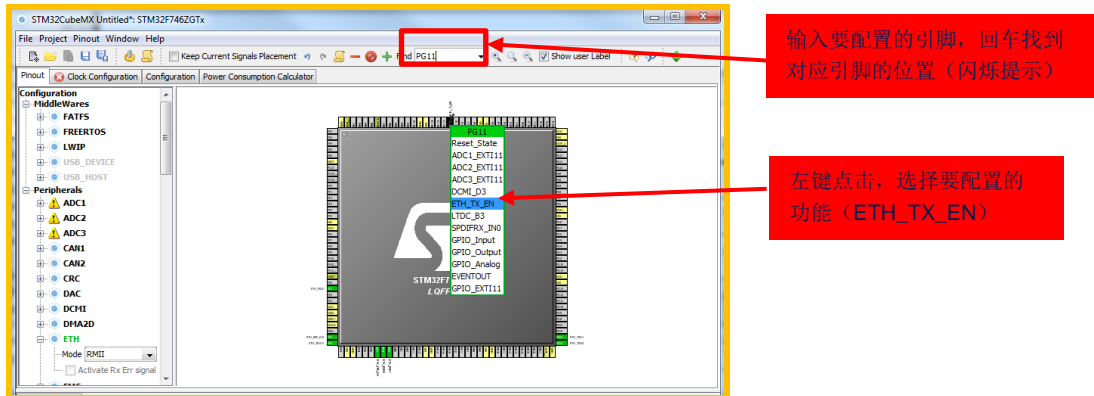 STM32CubeMX Untitled*: STM32F746ZGTx
File Project Pinout Window Help
Keep Current Signals Placement
Find PG11
Show user Label
Pinout Clock Configuration Configuration Power Consumption Calculator
Configuration
MiddleWares
FATFS
FREERTOS
LWIP
USB_DEVICE
USB_HOST
Peripherals
ADC1
ADC2
ADC3
CAN1
CAN2
CRC
DAC
DCMI
DMA2D
ETH
Mode RMII
Activate Rx Err signal
PG11
Reset_State
ADC1_EXTI11
ADC2_EXTI11
ADC3_EXTI11
DCMI_D3
ETH_TX_EN
LTDC_B3
SPDIFRX_IN0
GPIO_Input
GPIO_Output
GPIO_Analog
EVENTOUT
GPIO_EXTI11
STM32F7
LQFP
输入要配置的引脚，回车找到
对应引脚的位置（闪烁提示）
左键点击，选择要配置的
功能（ETH_TX_EN）